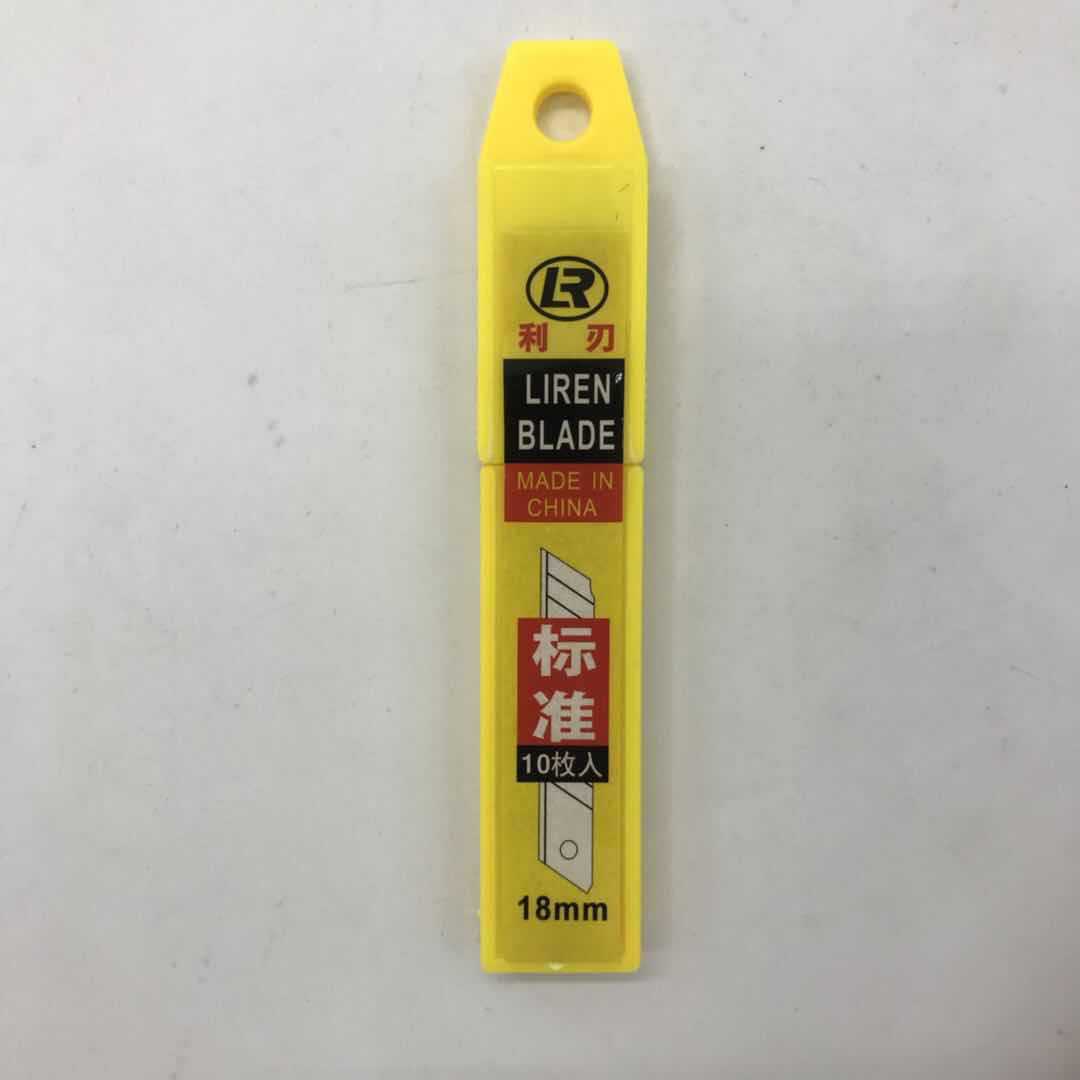 LR
利 刃
LIREN
BLADE
MADE IN
CHINA
标
准
10枚入
18mm